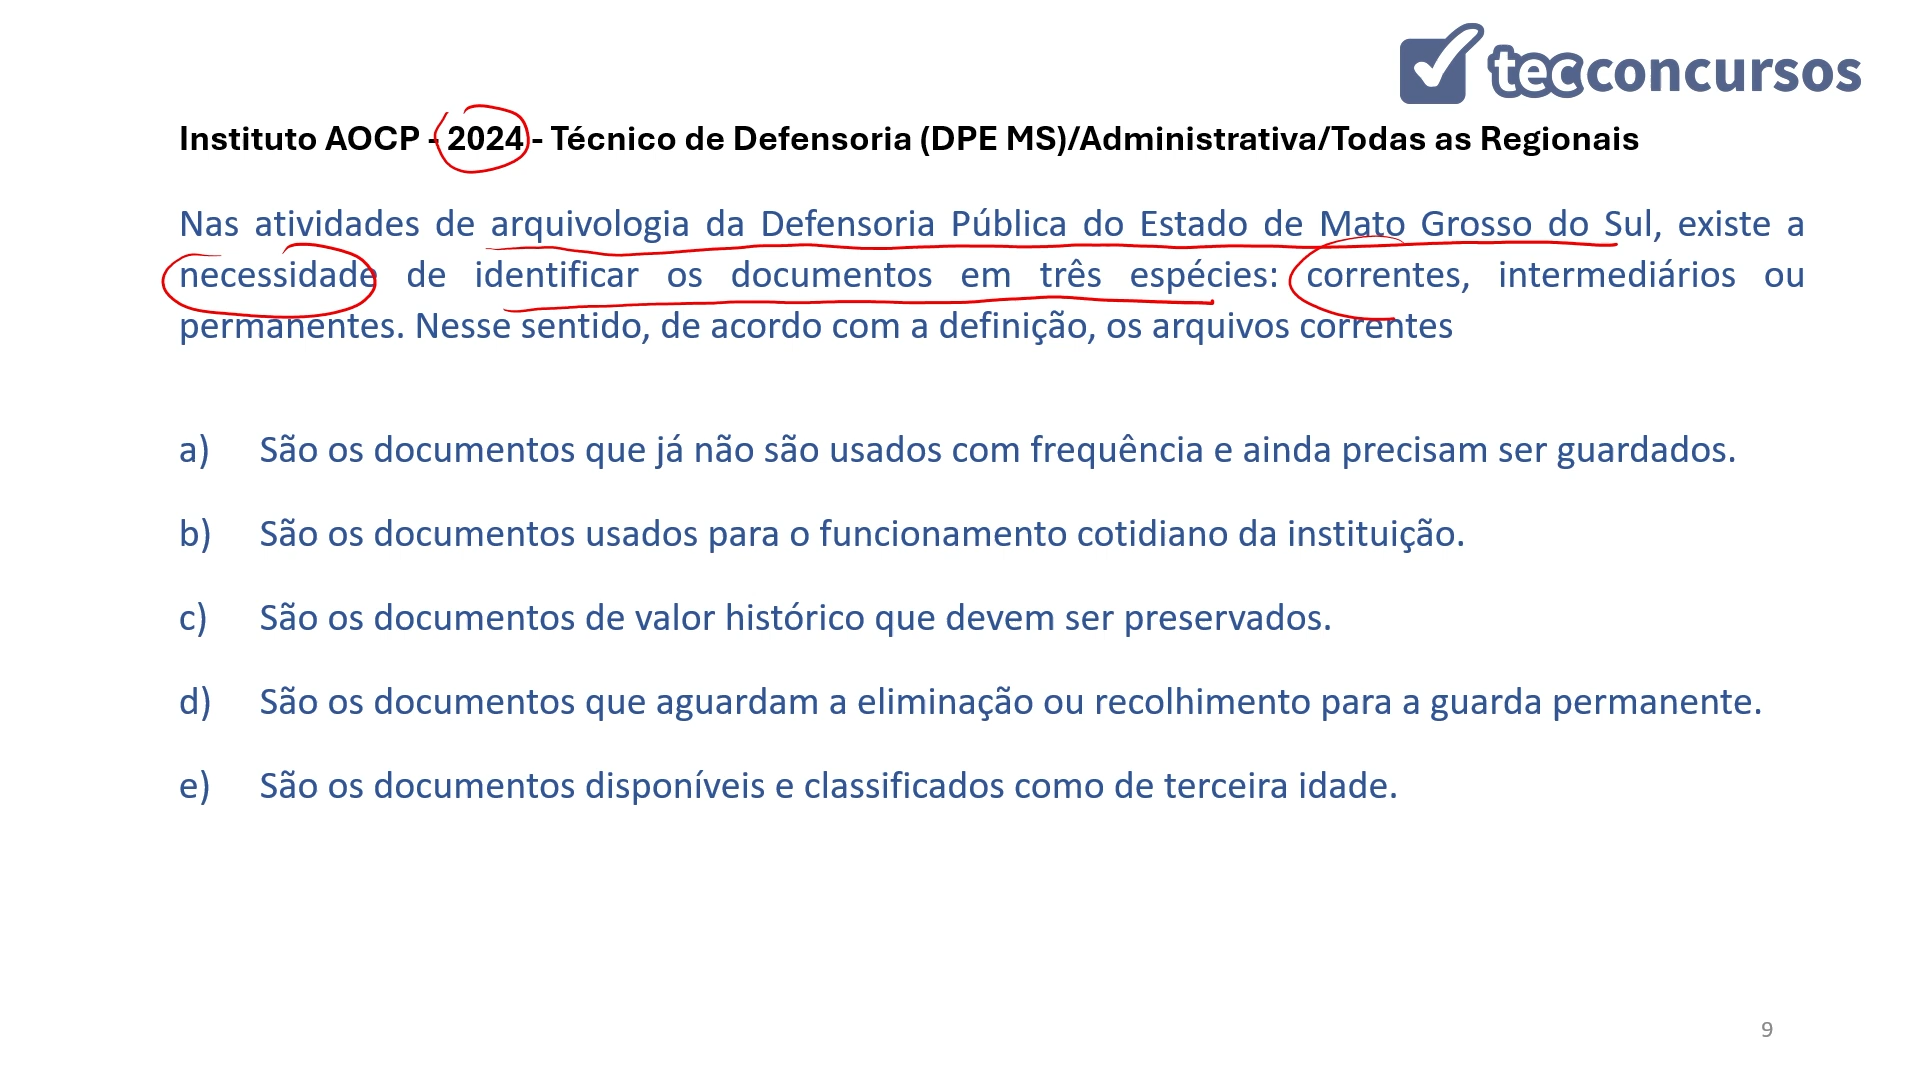 tecconcursos
Instituto AOCP - 2024 - Técnico de Defensoria (DPE MS)/Administrativa/Todas as Regionais
Nas atividades de arquivologia da Defensoria Pública do Estado de Mato Grosso do Sul, existe a
necessidade de identificar os documentos em três espécies: correntes, intermediários ou
permanentes. Nesse sentido, de acordo com a definição, os arquivos correntes
a) São os documentos que já não são usados com frequência e ainda precisam ser guardados.
b) São os documentos usados para o funcionamento cotidiano da instituição.
c) São os documentos de valor histórico que devem ser preservados.
d) São os documentos que aguardam a eliminação ou recolhimento para a guarda permanente.
e) São os documentos disponíveis e classificados como de terceira idade.
9